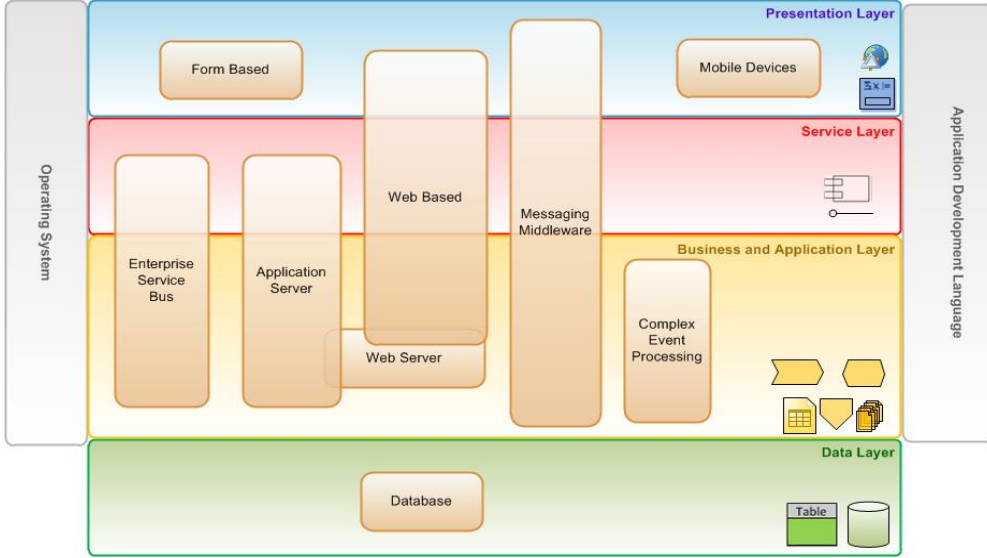 Presentation Layer
Form Based
Mobile Devices
Σx|=
Service Layer
Operating System
Application Development Language
Web Based
Messaging
Middleware
Business and Application Layer
Enterprise
Service
Bus
Application
Server
Complex
Event
Processing
Web Server
Data Layer
Database
Table